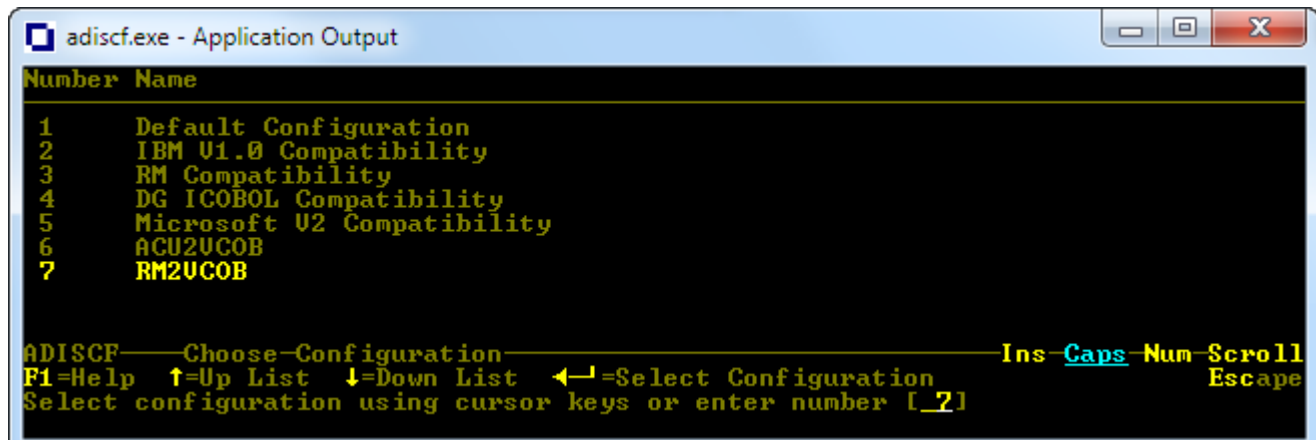 adiscf.exe - Application Output
Number Name
1 Default Configuration
2 IBM V1.0 Compatibility
3 RM Compatibility
4 DG ICOBOL Compatibility
5 Microsoft V2 Compatibility
6 ACU2VCOB
7 RM2VCOB
ADISCF——Choose-Configuration——Ins-Caps-Num-Scroll
F1=Help ↑=Up List ↓=Down List ◄┘=Select Configuration Escape
Select configuration using cursor keys or enter number [ 7]